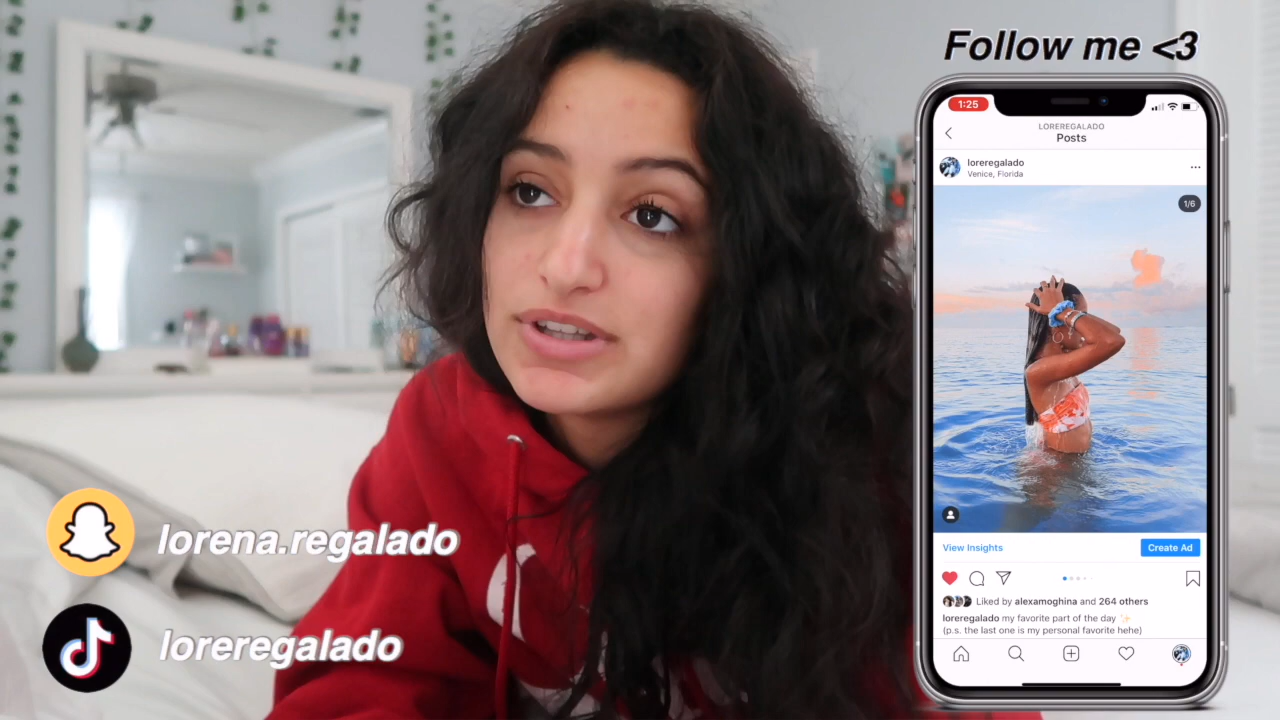 Follow me <3
1:25
LOREREGALADO
Posts
loreregalado
Venice, Florida
1/6
View Insights
Create Ad
Liked by alexamoghina and 264 others
loreregalado my favorite part of the day ✨
(p.s. the last one is my personal favorite hehe)
lorena.regalado
loreregalado